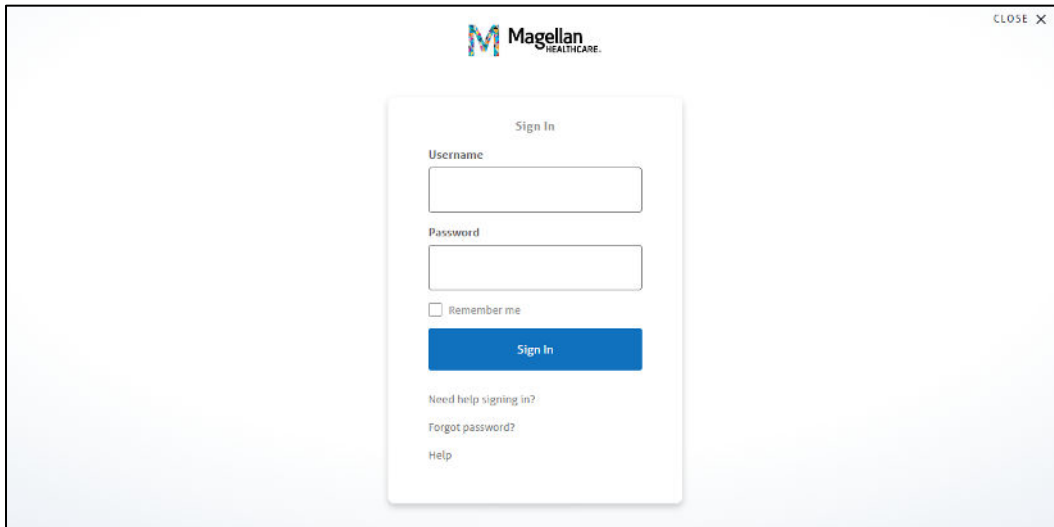 CLOSE X
Magellan
HEALTHCARE.
Sign In
Username
Password
Remember me
Sign In
Need help signing in?
Forgot password?
Help